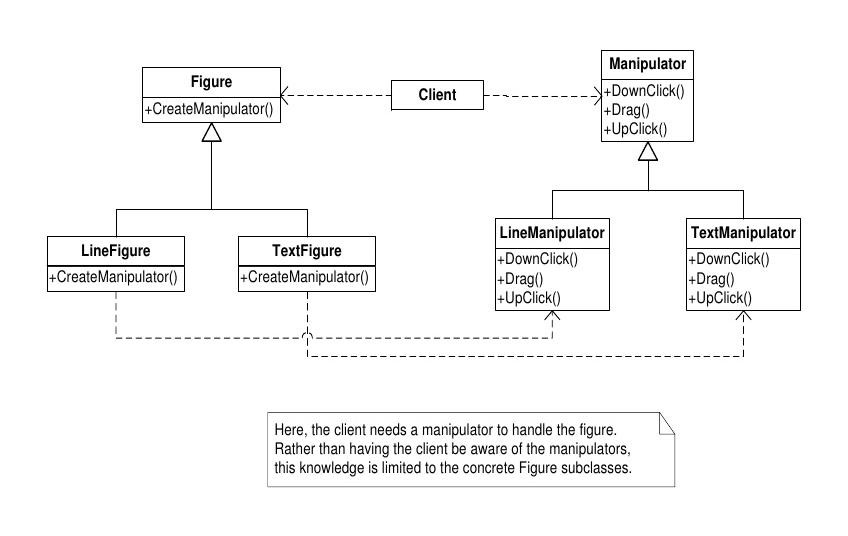 Figure
+CreateManipulator()
Client
Manipulator
+DownClick()
+Drag()
+UpClick()
LineFigure
+CreateManipulator()
TextFigure
+CreateManipulator()
LineManipulator
+DownClick()
+Drag()
+UpClick()
TextManipulator
+DownClick()
+Drag()
+UpClick()
Here, the client needs a manipulator to handle the figure.
Rather than having the client be aware of the manipulators,
this knowledge is limited to the concrete Figure subclasses.